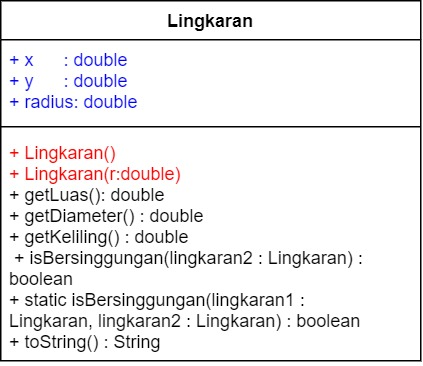 Lingkaran
+ x : double
+ y : double
+ radius: double
+ Lingkaran()
+ Lingkaran(r:double)
+ getLuas(): double
+ getDiameter() : double
+ getKeliling() : double
+ isBersinggungan(lingkaran2 : Lingkaran) :
boolean
+ static isBersinggungan(lingkaran1 :
Lingkaran, lingkaran2 : Lingkaran) : boolean
+ toString() : String